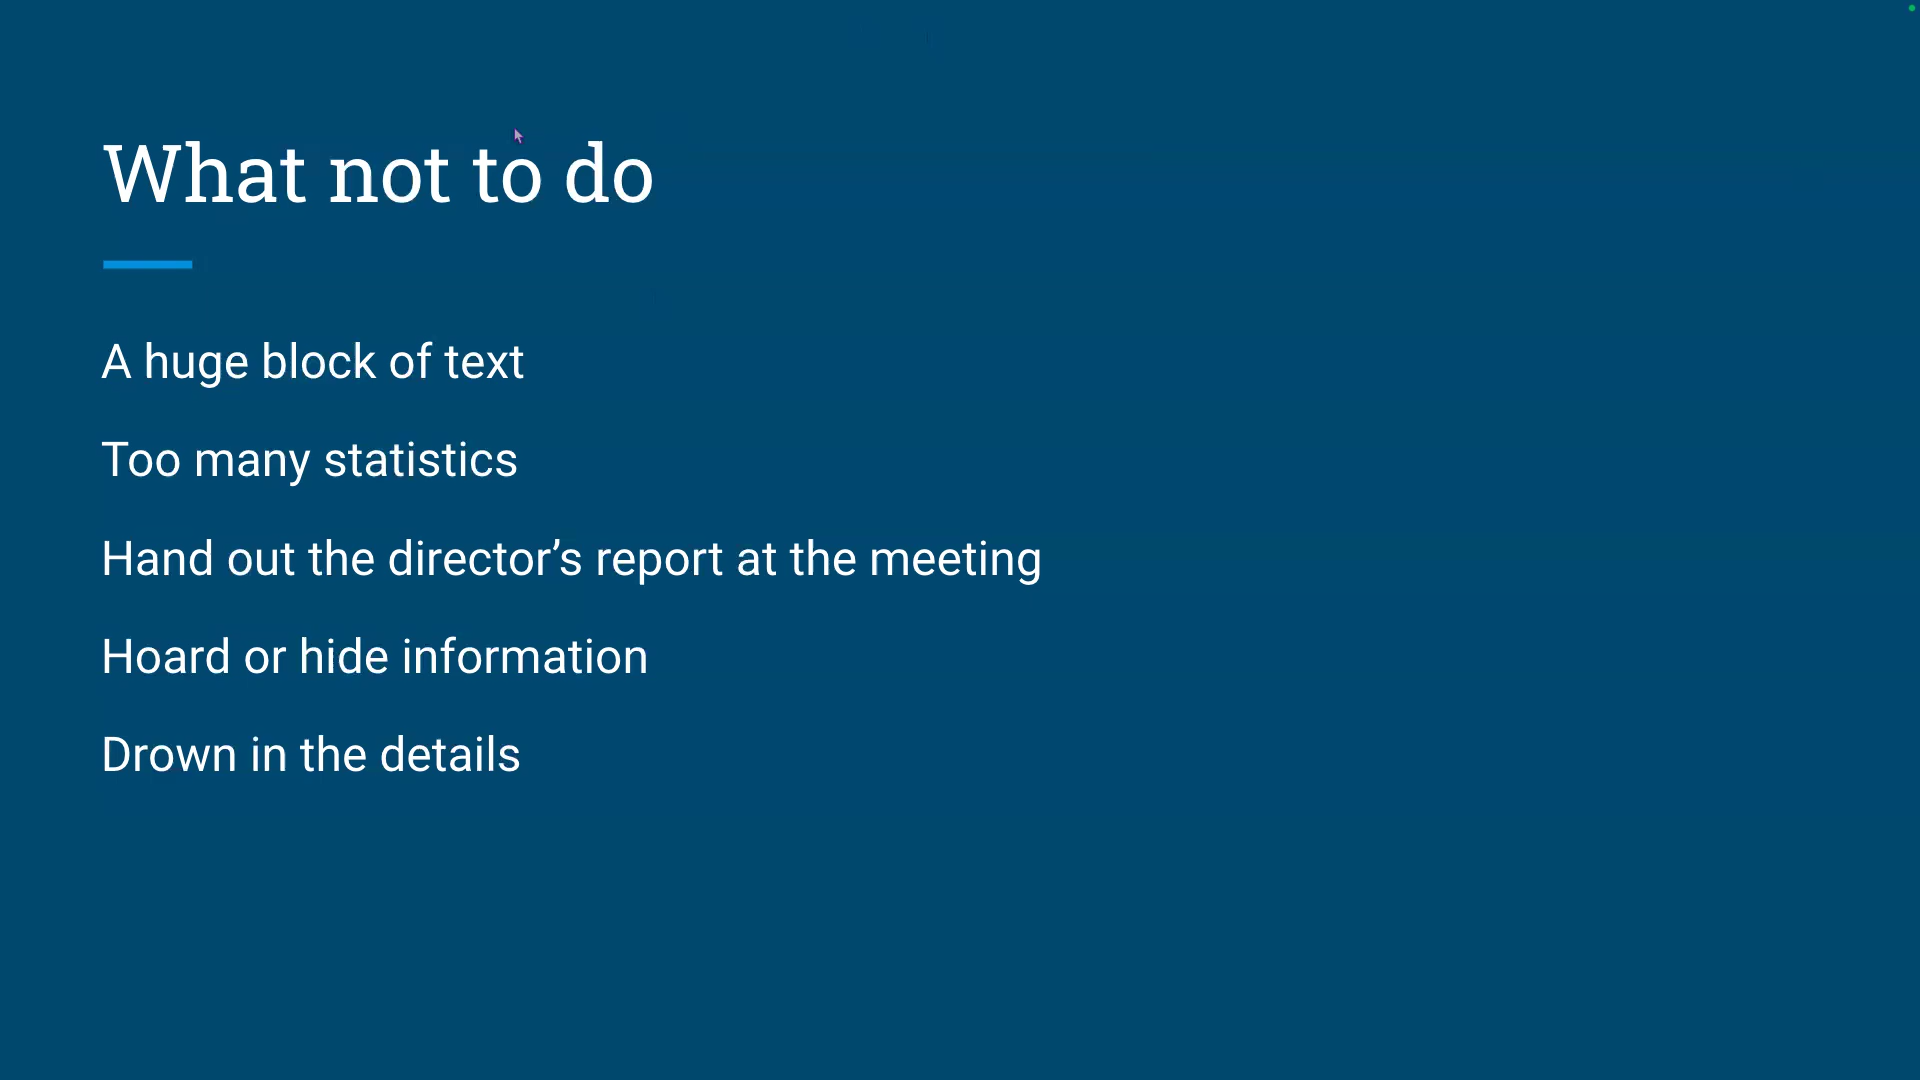 What not to do
A huge block of text
Too many statistics
Hand out the director’s report at the meeting
Hoard or hide information
Drown in the details